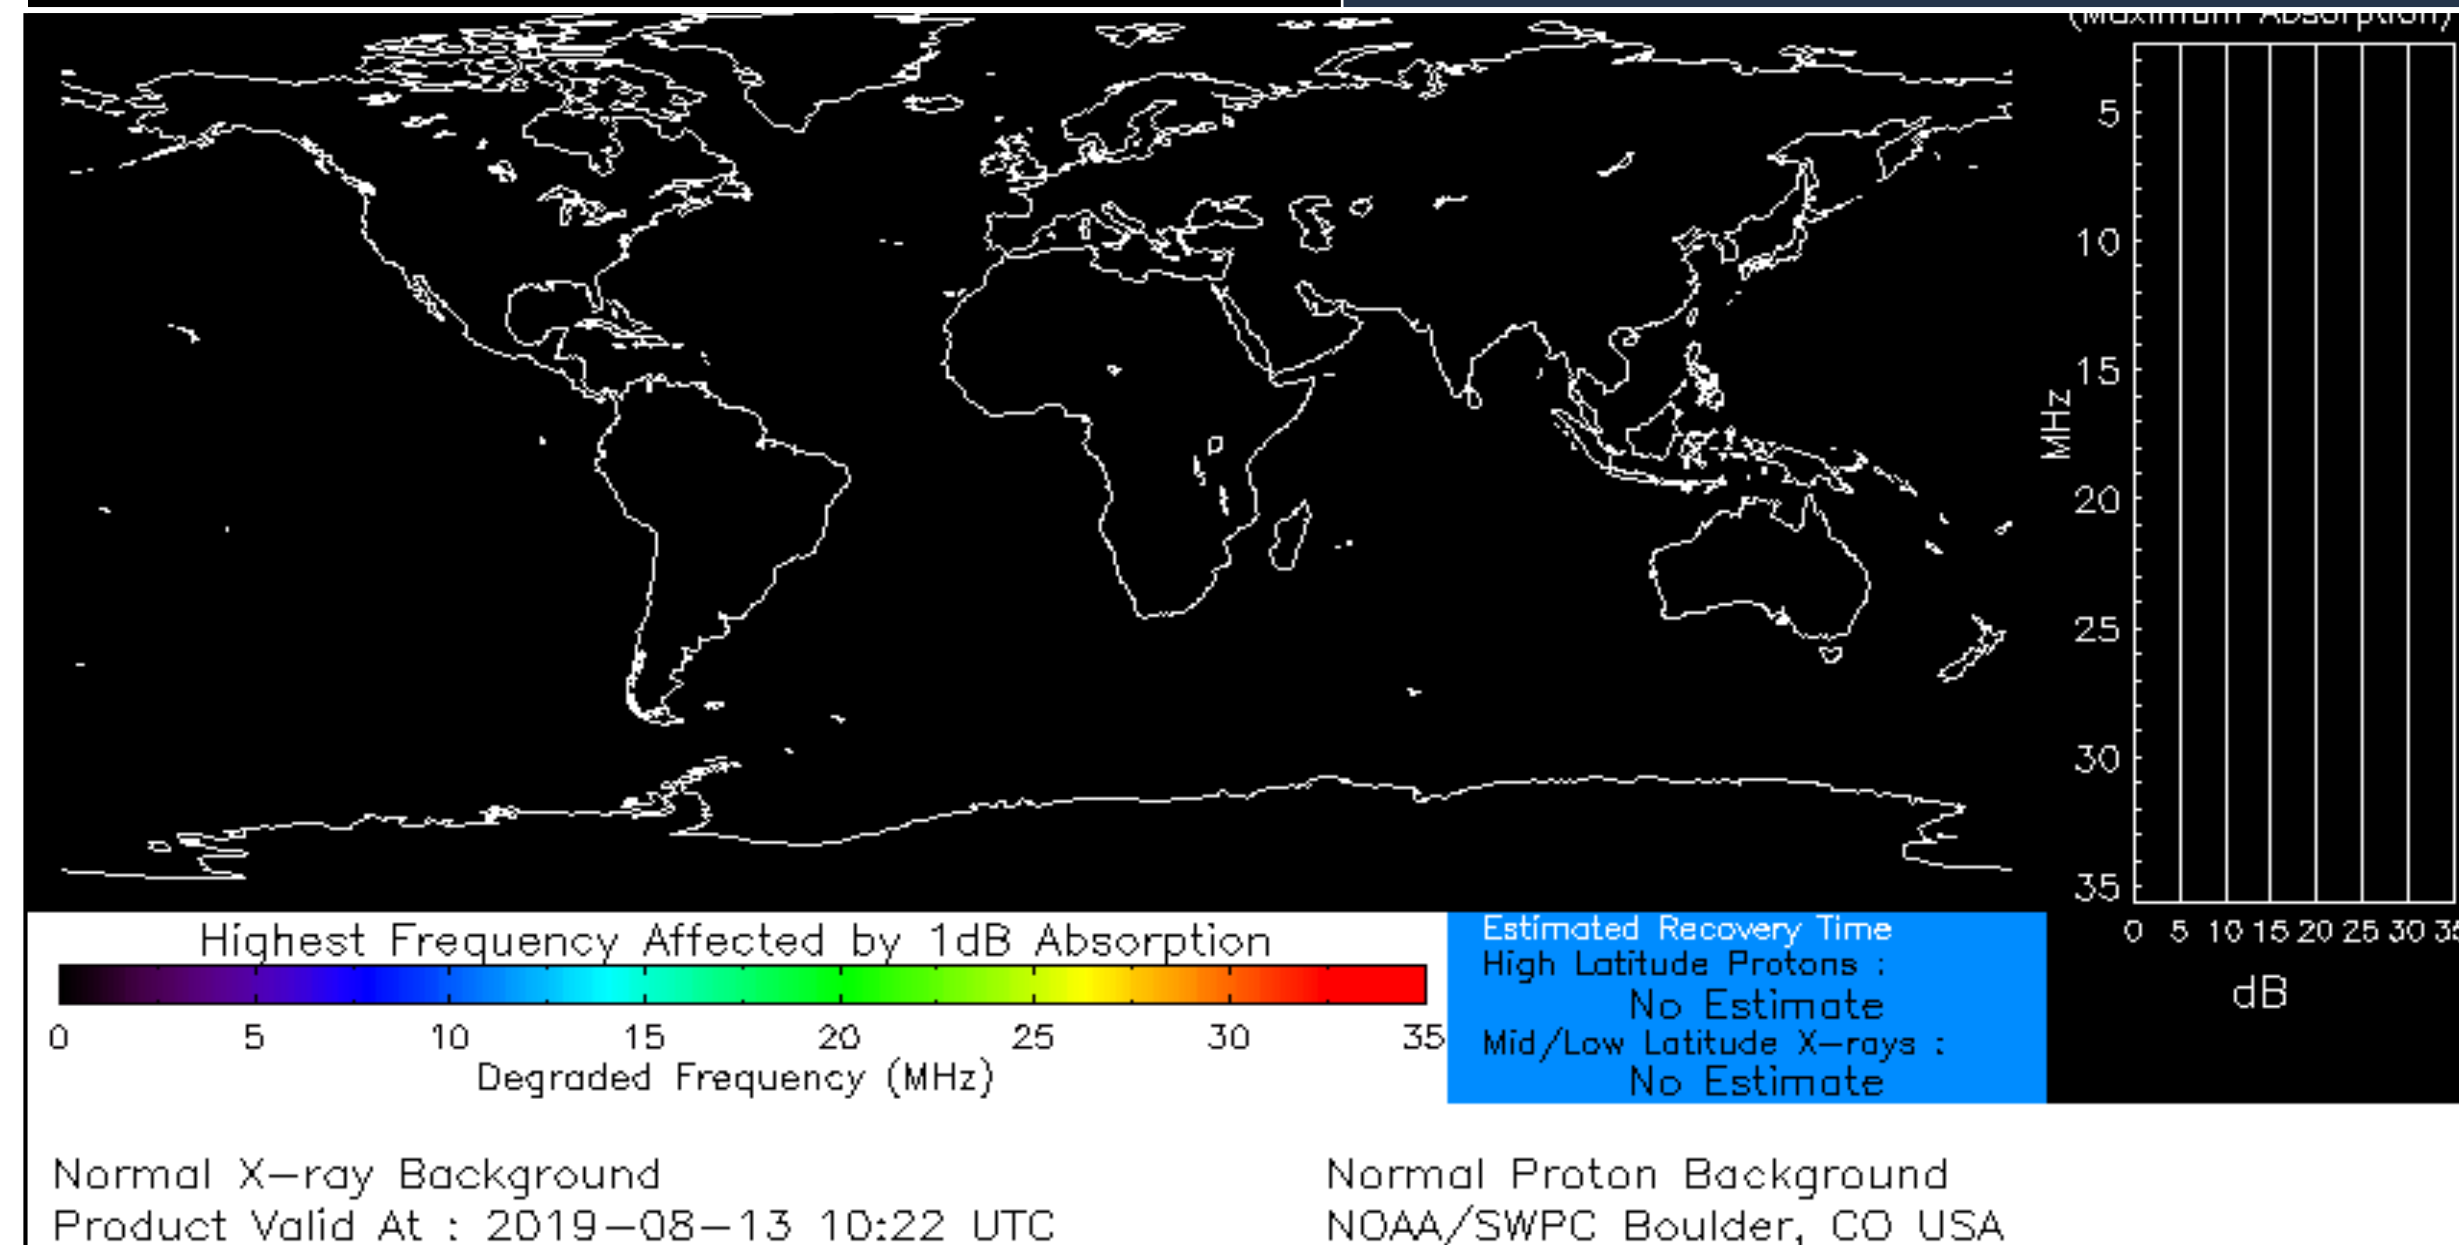 (Maximum Absorption)
5
10
15
20
25
30
35
MHz
0 5 10 15 20 25 30 35
dB
Highest Frequency Affected by 1dB Absorption
0 5 10 15 20 25 30 35
Degraded Frequency (MHz)
Estimated Recovery Time
High Latitude Protons :
No Estimate
Mid/Low Latitude X-rays :
No Estimate
Normal X-ray Background
Product Valid At : 2019-08-13 10:22 UTC
Normal Proton Background
NOAA/SWPC Boulder, CO USA